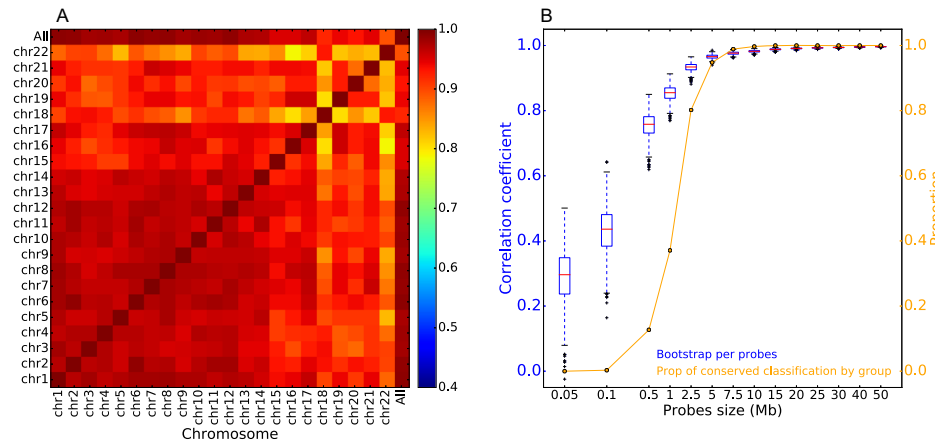 A
All
chr22
chr21
chr20
chr19
chr18
chr17
chr16
chr15
chr14
chr13
chr12
chr11
chr10
chr9
chr8
chr7
chr6
chr5
chr4
chr3
chr2
chr1
chr1
chr2
chr3
chr4
chr5
chr6
chr7
chr8
chr9
chr10
chr11
chr12
chr13
chr14
chr15
chr16
chr17
chr18
chr19
chr20
chr21
chr22
All
Chromosome
1.0
0.9
0.8
0.7
0.6
0.5
0.4
B
Correlation coefficient
1.0
0.8
0.6
0.4
0.2
0.0
Bootstrap per probes
Prop of conserved classification by group
0.05
0.1
0.5
1
2.5
5
7.5
10
15
20
25
30
40
50
Probes size (Mb)
1.0
0.8
0.6
0.4
0.2
0.0
Proportion